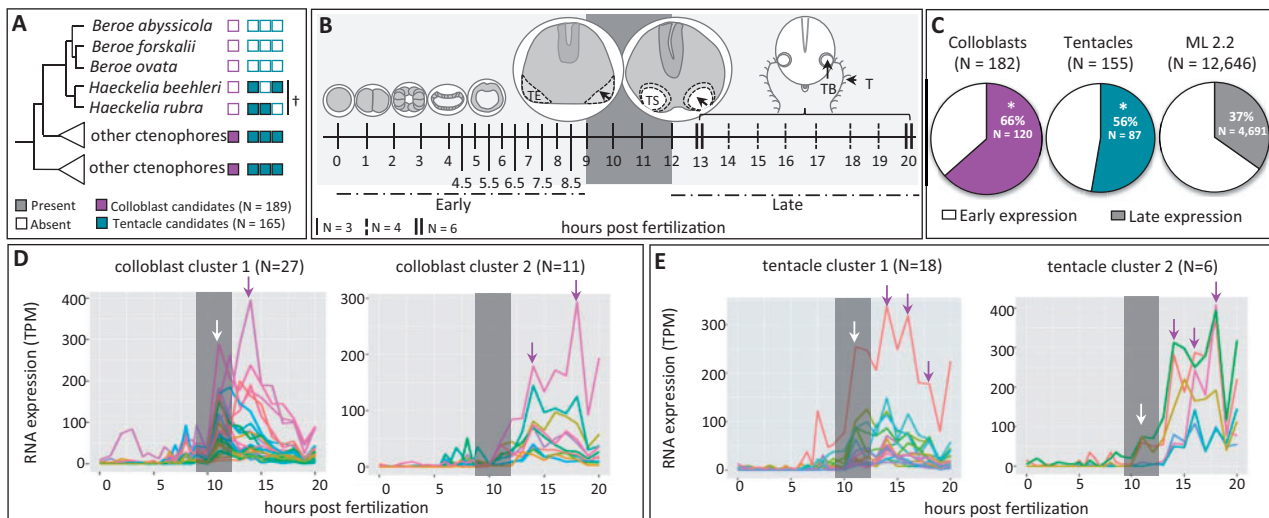 A
Beroe abyssicola
Beroe forskalii
Beroe ovata
Haeckelia beehleri
Haeckelia rubra
†
other ctenophores
other ctenophores
Present
Absent
Colloblast candidates (N = 189)
Tentacle candidates (N = 165)
B
TE
TS
TB
T
0 1 2 3 4 5 6 7 8 9 10 11 12 13 14 15 16 17 18 19 20
4.5 5.5 6.5 7.5 8.5
Early
Late
N = 3
N = 4
N = 6
hours post fertilization
C
Colloblasts
(N = 182)
Tentacles
(N = 155)
ML 2.2
(N = 12,646)
*
66%
N = 120
*
56%
N = 87
37%
N = 4,691
Early expression
Late expression
D
colloblast cluster 1 (N=27)
colloblast cluster 2 (N=11)
RNA expression (TPM)
400
300
200
100
0
0 5 10 15 20
300
200
100
0
0 5 10 15 20
hours post fertilization
E
tentacle cluster 1 (N=18)
tentacle cluster 2 (N=6)
RNA expression (TPM)
300
200
100
0
0 5 10 15 20
400
300
200
100
0
0 5 10 15 20
hours post fertilization